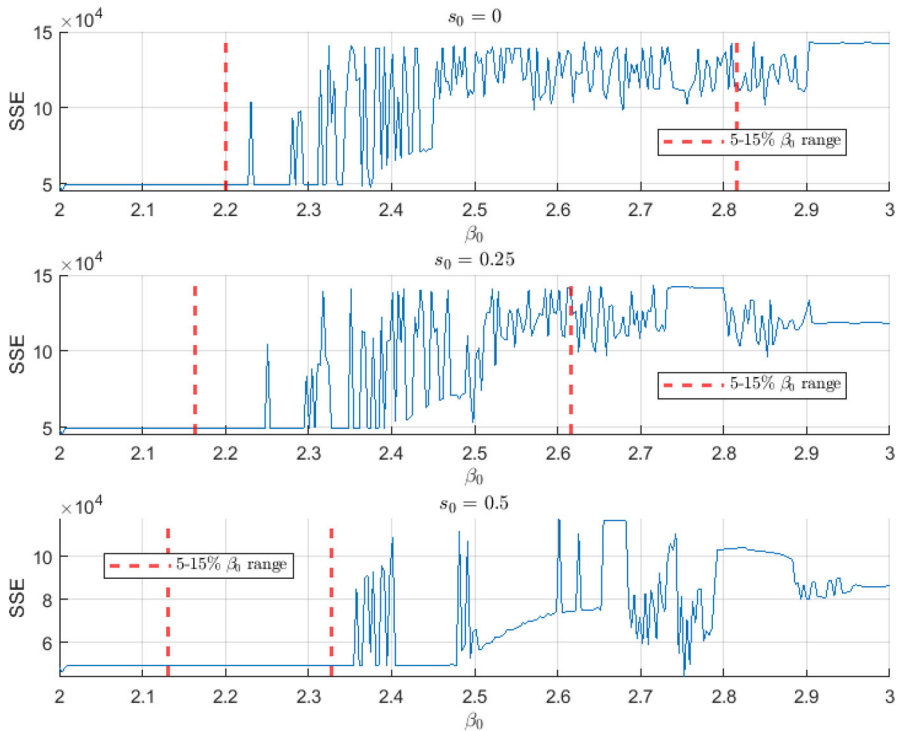 s₀ = 0
×10⁴
15
10
5
SSE
2 2.1 2.2 2.3 2.4 2.5 2.6 2.7 2.8 2.9 3
β₀
5-15% β₀ range
s₀ = 0.25
×10⁴
15
10
5
SSE
2 2.1 2.2 2.3 2.4 2.5 2.6 2.7 2.8 2.9 3
β₀
5-15% β₀ range
s₀ = 0.5
×10⁴
10
8
6
SSE
2 2.1 2.2 2.3 2.4 2.5 2.6 2.7 2.8 2.9 3
β₀
5-15% β₀ range